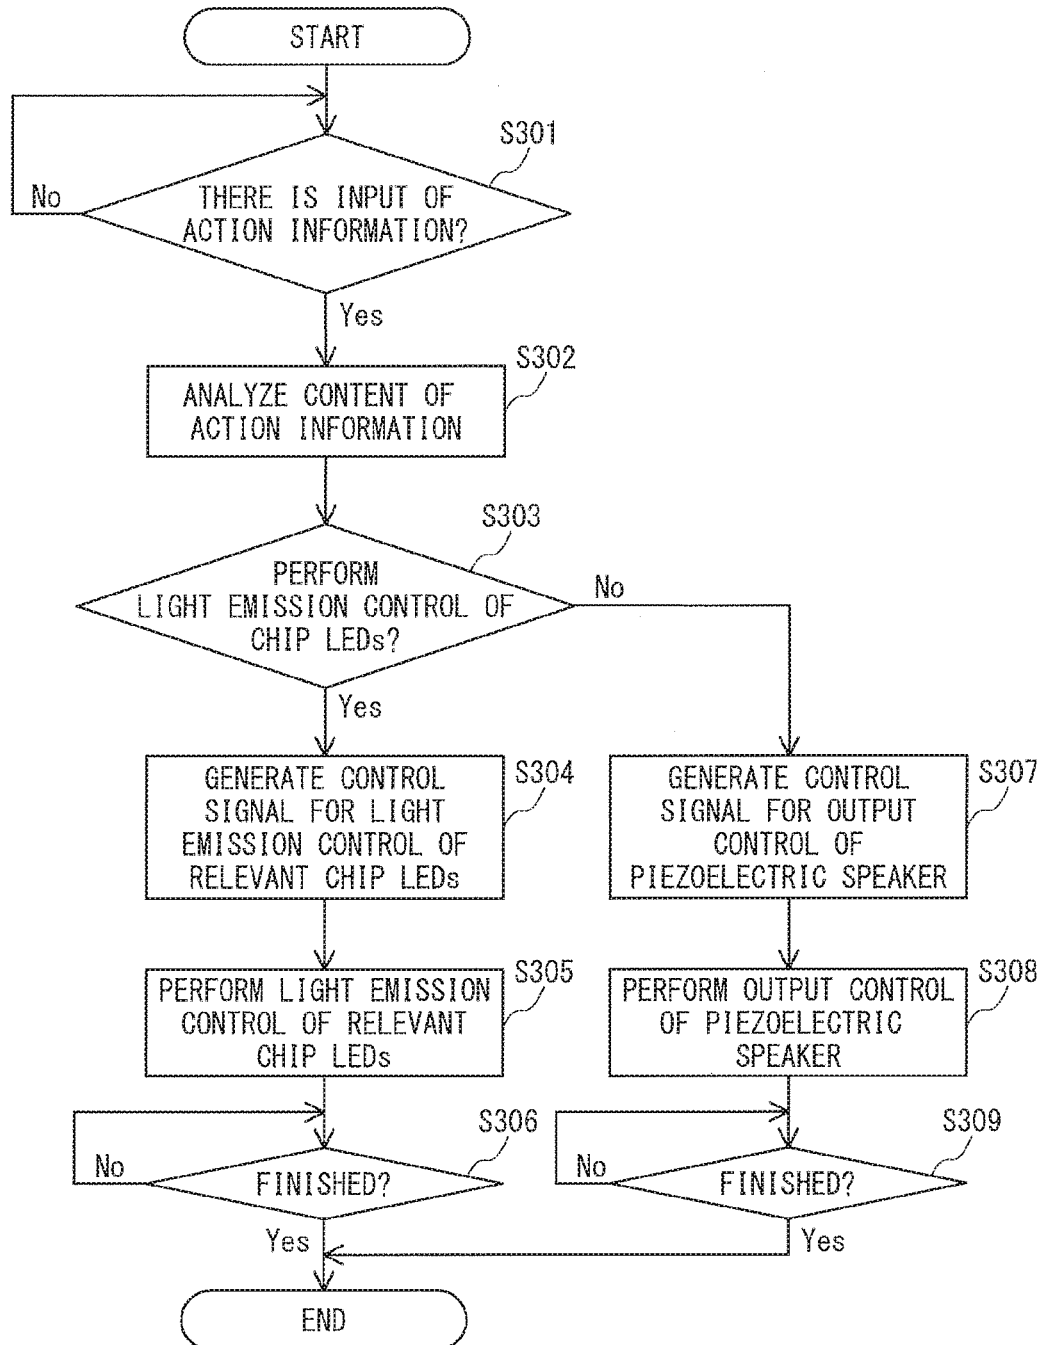 START
S301
No
THERE IS INPUT OF
ACTION INFORMATION?
Yes
S302
ANALYZE CONTENT OF
ACTION INFORMATION
S303
PERFORM
LIGHT EMISSION CONTROL OF
CHIP LEDs?
No
Yes
S304
GENERATE CONTROL
SIGNAL FOR LIGHT
EMISSION CONTROL OF
RELEVANT CHIP LEDs
S307
GENERATE CONTROL
SIGNAL FOR OUTPUT
CONTROL OF
PIEZOELECTRIC SPEAKER
S305
PERFORM LIGHT EMISSION
CONTROL OF RELEVANT
CHIP LEDs
S308
PERFORM OUTPUT CONTROL
OF PIEZOELECTRIC
SPEAKER
S306
No
FINISHED?
Yes
S309
No
FINISHED?
Yes
END